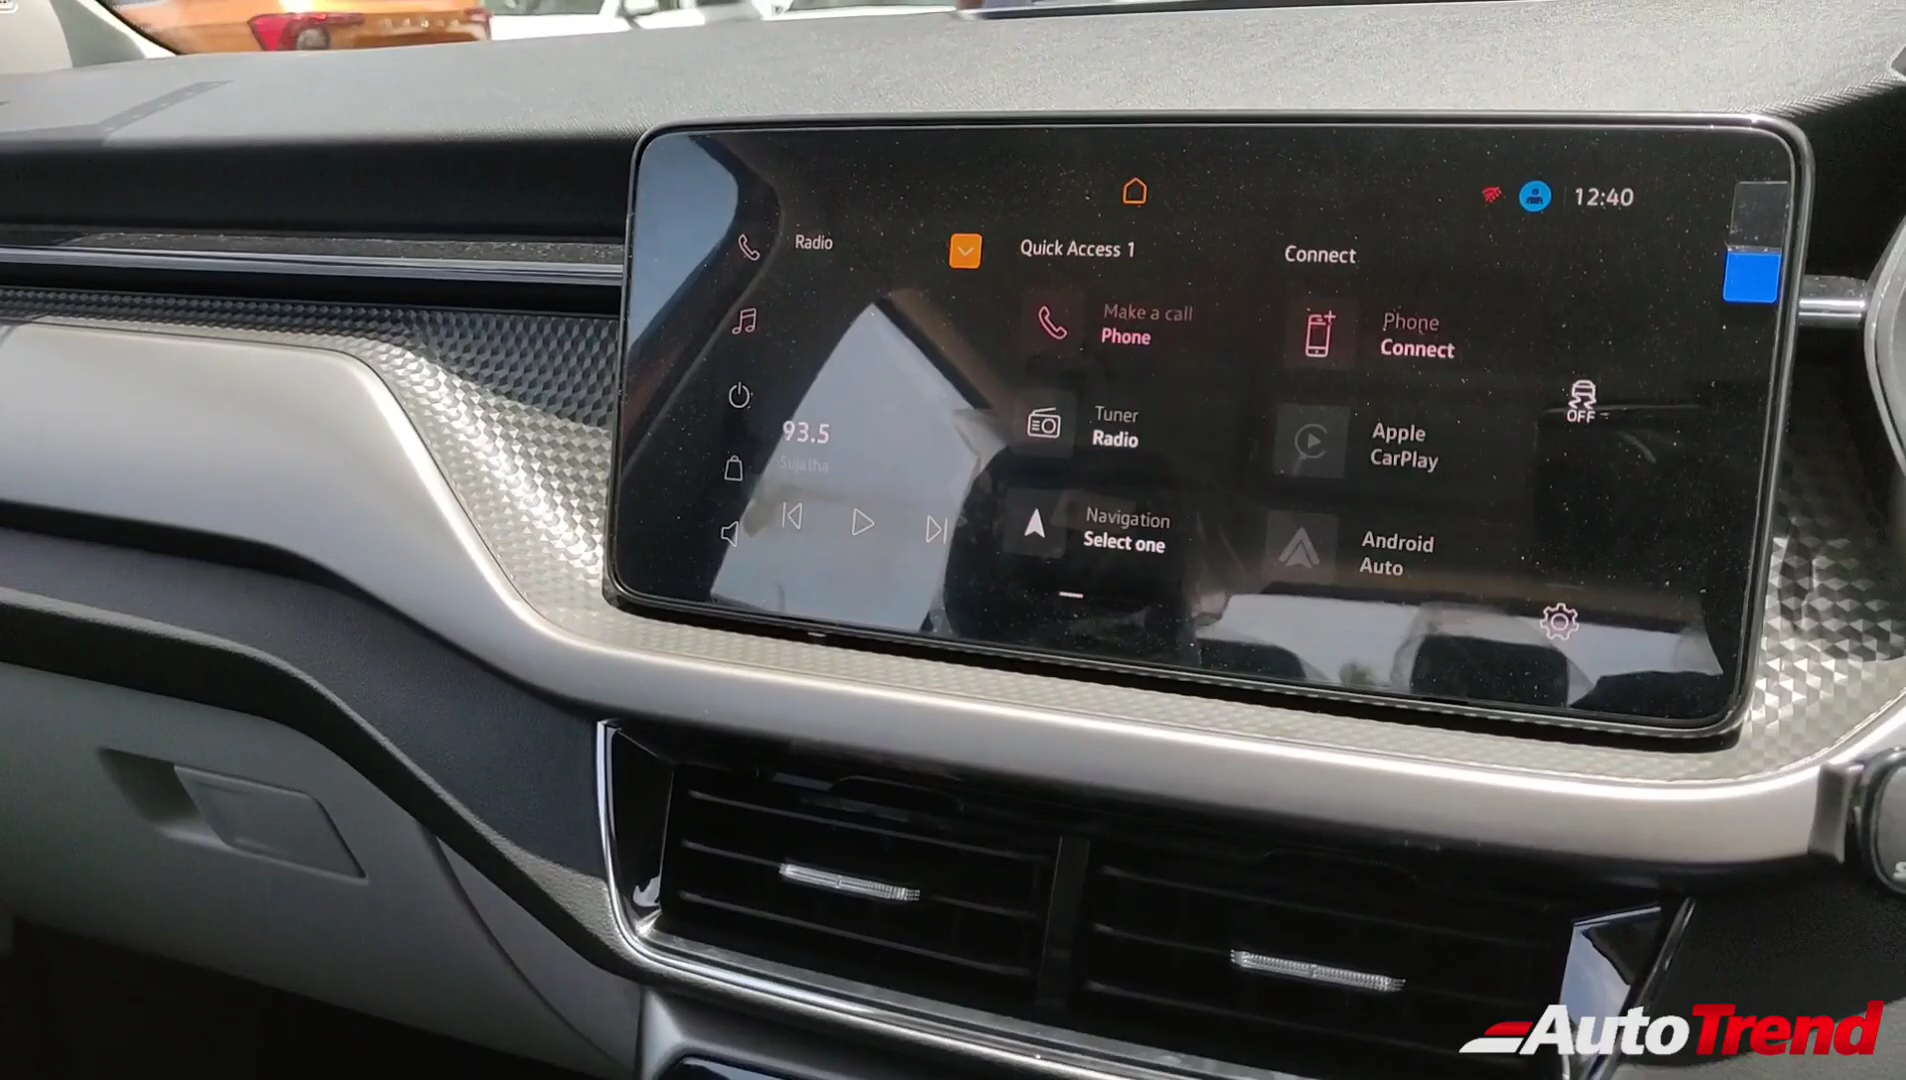 12:40
Radio
Quick Access 1
Connect
Make a call
Phone
Phone
Connect
Tuner
Radio
Apple
CarPlay
OFF
93.5
Sujatha
Navigation
Select one
Android
Auto
AutoTrend